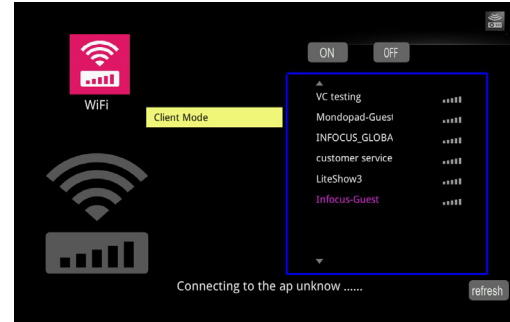 ON OFF
WiFi
VC testing
Client Mode
Mondopad-Guest
INFOCUS_GLOBA
customer service
LiteShow3
Infocus-Guest
Connecting to the ap unknow ......
refresh